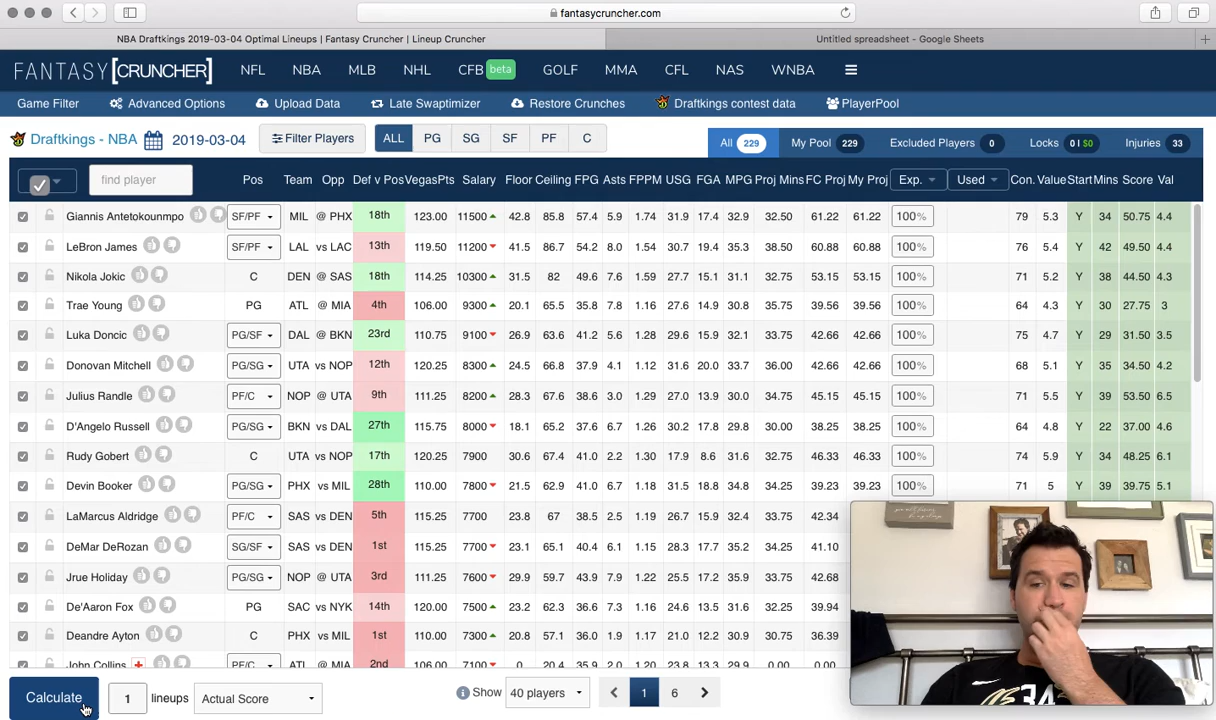 fantasycruncher.com
NBA Draftkings 2019-03-04 Optimal Lineups | Fantasy Cruncher | Lineup Cruncher
Untitled spreadsheet - Google Sheets
FANTASY[CRUNCHER] NFL NBA MLB NHL CFB beta GOLF MMA CFL NAS WNBA
Game Filter Advanced Options Upload Data Late Swaptimizer Restore Crunches Draftkings contest data PlayerPool
Draftkings - NBA 2019-03-04 Filter Players ALL PG SG SF PF C All 229 My Pool 229 Excluded Players 0 Locks 0 | $0 Injuries 33
find player Pos Team Opp Def v Pos VegasPts Salary Floor Ceiling FPG Asts FPPM USG FGA MPG Proj Mins FC Proj My Proj Exp. Used Con. Value Start Mins Score Val
Giannis Antetokounmpo SF/PF MIL @ PHX 18th 123.00 11500 42.8 85.8 57.4 5.9 1.74 31.9 17.4 32.9 32.50 61.22 61.22 100% 79 5.3 Y 34 50.75 4.4
LeBron James SF/PF LAL vs LAC 13th 119.50 11200 41.5 86.7 54.2 8.0 1.54 30.7 19.4 35.3 38.50 60.88 60.88 100% 76 5.4 Y 42 49.50 4.4
Nikola Jokic C DEN @ SAS 18th 114.25 10300 31.5 82 49.6 7.6 1.59 27.7 15.1 31.1 32.75 53.15 53.15 100% 71 5.2 Y 38 44.50 4.3
Trae Young PG ATL @ MIA 4th 106.00 9300 20.1 65.5 35.8 7.8 1.16 27.6 14.9 30.8 35.75 39.56 39.56 100% 64 4.3 Y 30 27.75 3
Luka Doncic PG/SF DAL @ BKN 23rd 110.75 9100 26.9 63.6 41.2 5.6 1.28 29.6 15.9 32.1 33.75 42.66 42.66 100% 75 4.7 Y 29 31.50 3.5
Donovan Mitchell PG/SG UTA vs NOP 12th 120.25 8300 24.5 66.8 37.9 4.1 1.12 31.6 20.0 33.7 36.00 42.66 42.66 100% 68 5.1 Y 36 34.50 4.2
Julius Randle PF/C NOP @ UTA 9th 111.25 8200 28.3 67.6 38.6 3.0 1.29 27.0 13.9 30.0 34.75 45.15 45.15 100% 71 5.5 Y 39 53.50 6.5
D'Angelo Russell PG/SG BKN vs DAL 27th 115.75 8000 18.1 65.2 37.6 6.7 1.26 30.2 17.8 29.8 30.00 38.25 38.25 100% 64 4.8 Y 22 37.00 4.6
Rudy Gobert C UTA vs NOP 17th 120.25 7900 30.6 67.4 41.0 2.2 1.30 17.9 8.6 31.6 32.75 46.33 46.33 100% 74 5.9 Y 34 48.25 6.1
Devin Booker PG/SG PHX vs MIL 28th 110.00 7800 21.5 62.9 41.0 6.7 1.18 31.5 18.8 34.8 34.25 39.23 39.23 100% 71 5 Y 39 39.75 5.1
LaMarcus Aldridge PF/C SAS vs DEN 5th 115.25 7700 23.8 67 38.5 2.5 1.19 26.7 15.9 32.4 33.75 42.34
DeMar DeRozan SG/SF SAS vs DEN 1st 115.25 7700 23.1 65.1 40.4 6.1 1.15 28.3 17.7 35.2 34.25 41.10
Jrue Holiday PG/SG NOP @ UTA 3rd 111.25 7600 29.9 59.7 43.9 7.9 1.22 25.5 17.2 35.9 33.75 42.68
De'Aaron Fox PG SAC vs NYK 14th 120.00 7500 23.2 62.3 36.6 7.3 1.16 24.6 13.5 31.6 32.25 39.94
Deandre Ayton C PHX vs MIL 1st 110.00 7300 20.8 57.1 36.0 1.9 1.17 21.0 12.2 30.9 30.75 36.39
John Collins PF/C ATL @ MIA 2nd 106.00 7100 0 20.4 35.9 2.0 1.20 23.8 13.3 29.9 0.00 0.00
Calculate 1 lineups Actual Score Show 40 players 1 6
34